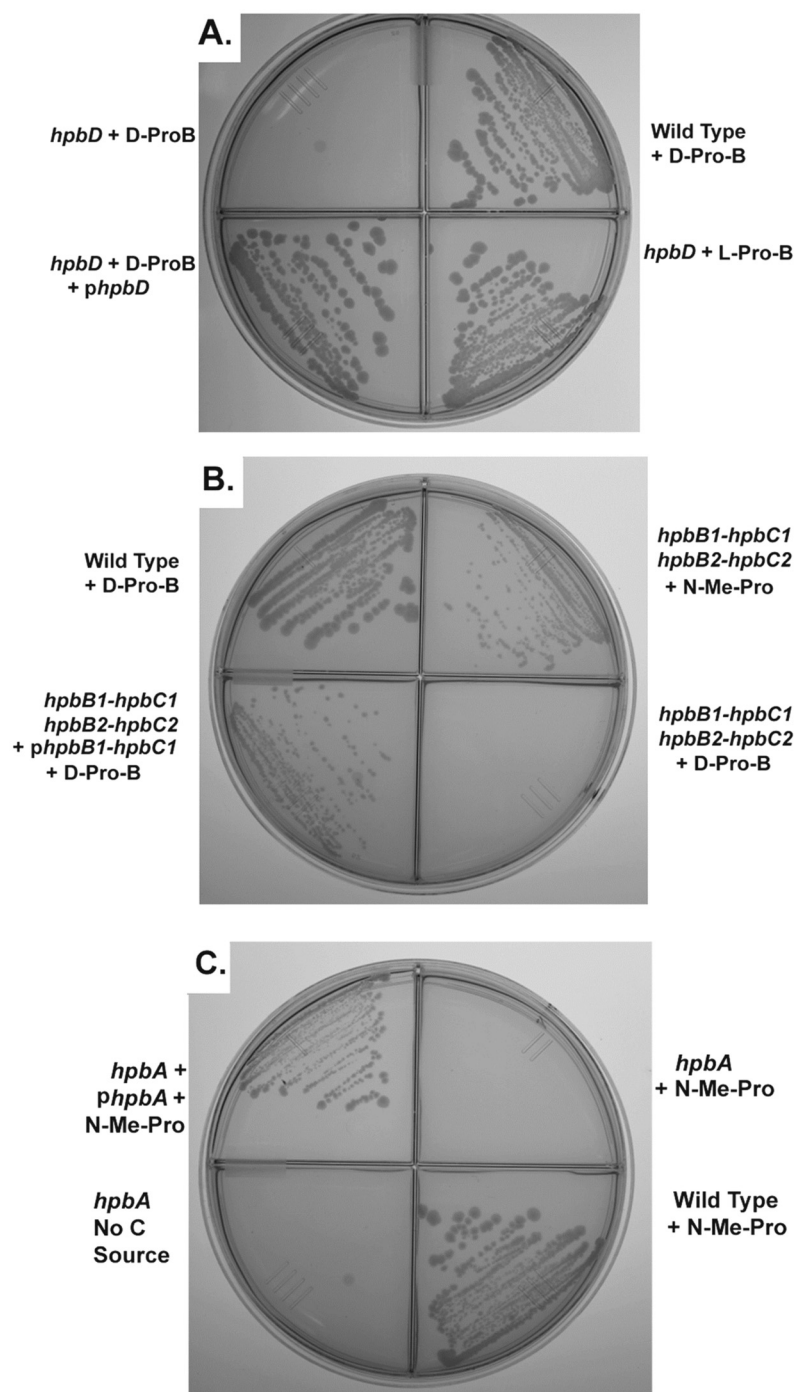 A.
hpbD + D-ProB
Wild Type
+ D-Pro-B
hpbD + D-ProB
+ phpbD
hpbD + L-Pro-B
B.
Wild Type
+ D-Pro-B
hpbB1-hpbC1
hpbB2-hpbC2
+ N-Me-Pro
hpbB1-hpbC1
hpbB2-hpbC2
+ phpbB1-hpbC1
+ D-Pro-B
hpbB1-hpbC1
hpbB2-hpbC2
+ D-Pro-B
C.
hpbA +
phpbA +
N-Me-Pro
hpbA
+ N-Me-Pro
hpbA
No C
Source
Wild Type
+ N-Me-Pro